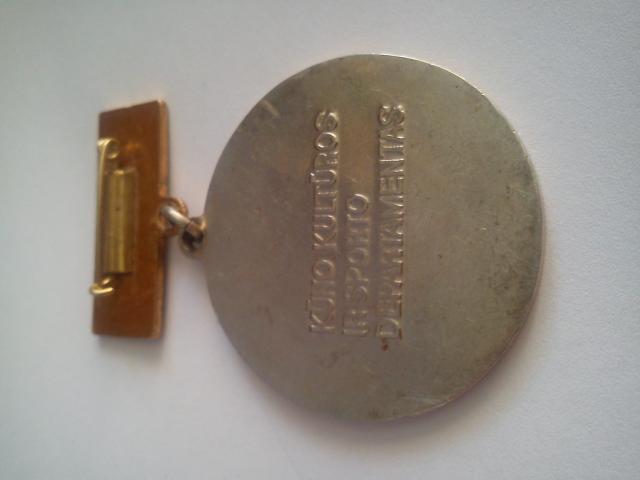 KŪNO KULTŪROS
IR SPORTO
DEPARTAMENTAS